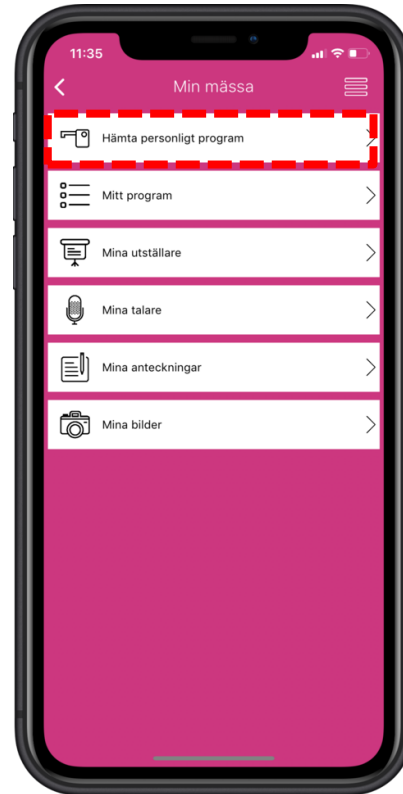 11:35
Min mässa
Hämta personligt program
Mitt program
Mina utställare
Mina talare
Mina anteckningar
Mina bilder